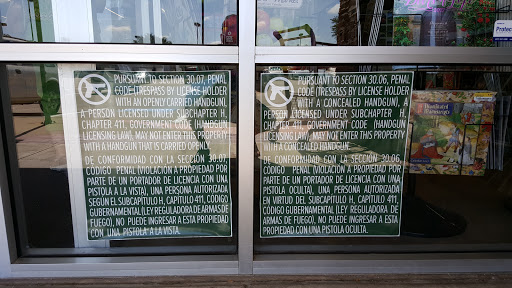 PURSUANT TO SECTION 30.07, PENAL
CODE (TRESPASS BY LICENSE HOLDER
WITH AN OPENLY CARRIED HANDGUN),
A PERSON LICENSED UNDER SUBCHAPTER H,
CHAPTER 411, GOVERNMENT CODE (HANDGUN
LICENSING LAW), MAY NOT ENTER THIS PROPERTY
WITH A HANDGUN THAT IS CARRIED OPENLY.
DE CONFORMIDAD CON LA SECCIÓN 30.07
CÓDIGO PENAL (VIOLACIÓN A PROPIEDAD POR
PARTE DE UN PORTADOR DE LICENCIA CON UNA
PISTOLA A LA VISTA), UNA PERSONA AUTORIZADA
SEGÚN EL SUBCAPÍTULO H, CAPÍTULO 411, CÓDIGO
GUBERNAMENTAL (LEY REGULADORA DE ARMAS DE
FUEGO), NO PUEDE INGRESAR A ESTA PROPIEDAD
CON UNA PISTOLA A LA VISTA.
PURSUANT TO SECTION 30.06, PENAL
CODE (TRESPASS BY LICENSE HOLDER
WITH A CONCEALED HANDGUN), A
PERSON LICENSED UNDER SUBCHAPTER H,
CHAPTER 411, GOVERNMENT CODE (HANDGUN
LICENSING LAW), MAY NOT ENTER THIS PROPERTY
WITH A CONCEALED HANDGUN.
DE CONFORMIDAD CON LA SECCIÓN 30.06
CÓDIGO PENAL (VIOLACIÓN A PROPIEDAD POR
PARTE DE UN PORTADOR DE LICENCIA CON UNA
PISTOLA OCULTA), UNA PERSONA AUTORIZADA
EN VIRTUD DEL SUBCAPÍTULO H, CAPÍTULO 411,
CÓDIGO GUBERNAMENTAL (LEY REGULADORA DE
ARMAS DE FUEGO), NO PUEDE INGRESAR A ESTA
PROPIEDAD CON UNA PISTOLA OCULTA.